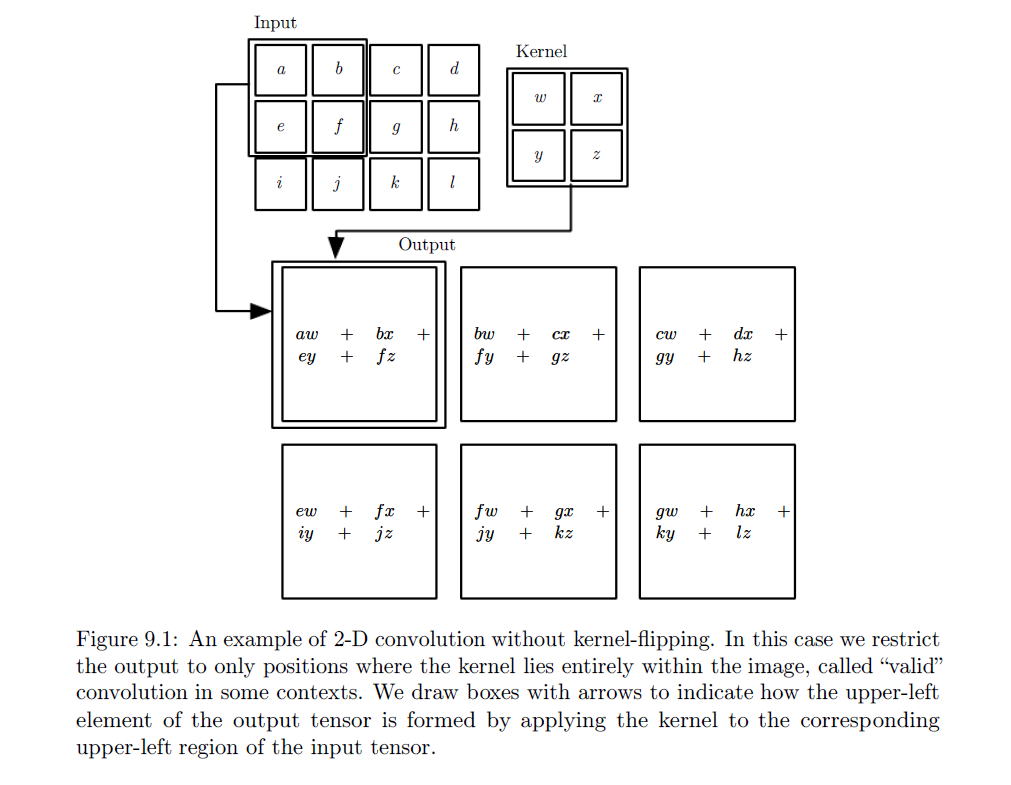 Input
Kernel
a b c d
w x
e f g h
y z
i j k l
Output
aw + bx +
ey + fz
bw + cx +
fy + gz
cw + dx +
gy + hz
ew + fx +
iy + jz
fw + gx +
jy + kz
gw + hx +
ky + lz
Figure 9.1: An example of 2-D convolution without kernel-flipping. In this case we restrict
the output to only positions where the kernel lies entirely within the image, called “valid”
convolution in some contexts. We draw boxes with arrows to indicate how the upper-left
element of the output tensor is formed by applying the kernel to the corresponding
upper-left region of the input tensor.